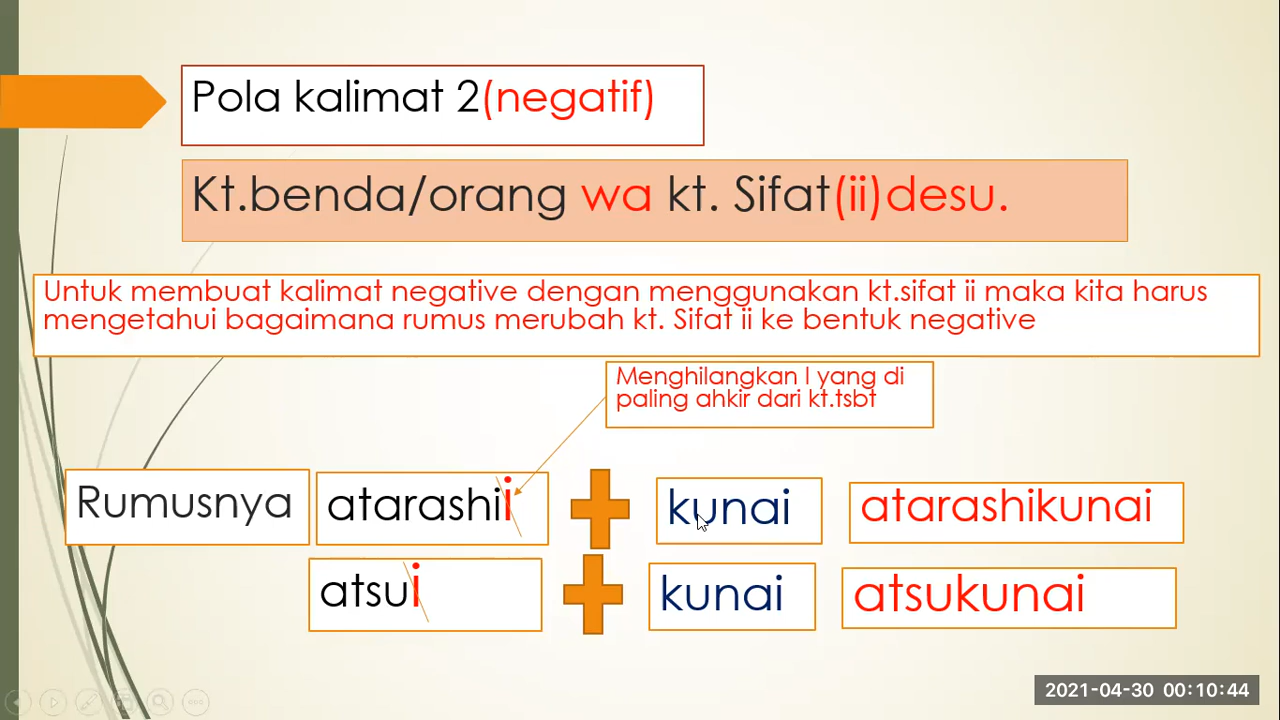 Pola kalimat 2(negatif)
Kt.benda/orang wa kt. Sifat(ii)desu.
Untuk membuat kalimat negative dengan menggunakan kt.sifat ii maka kita harus
mengetahui bagaimana rumus merubah kt. Sifat ii ke bentuk negative
Menghilangkan I yang di
paling ahkir dari kt.tsbt
Rumusnya atarashii kunai atarashikunai
atsui kunai atsukunai
2021-04-30 00:10:44